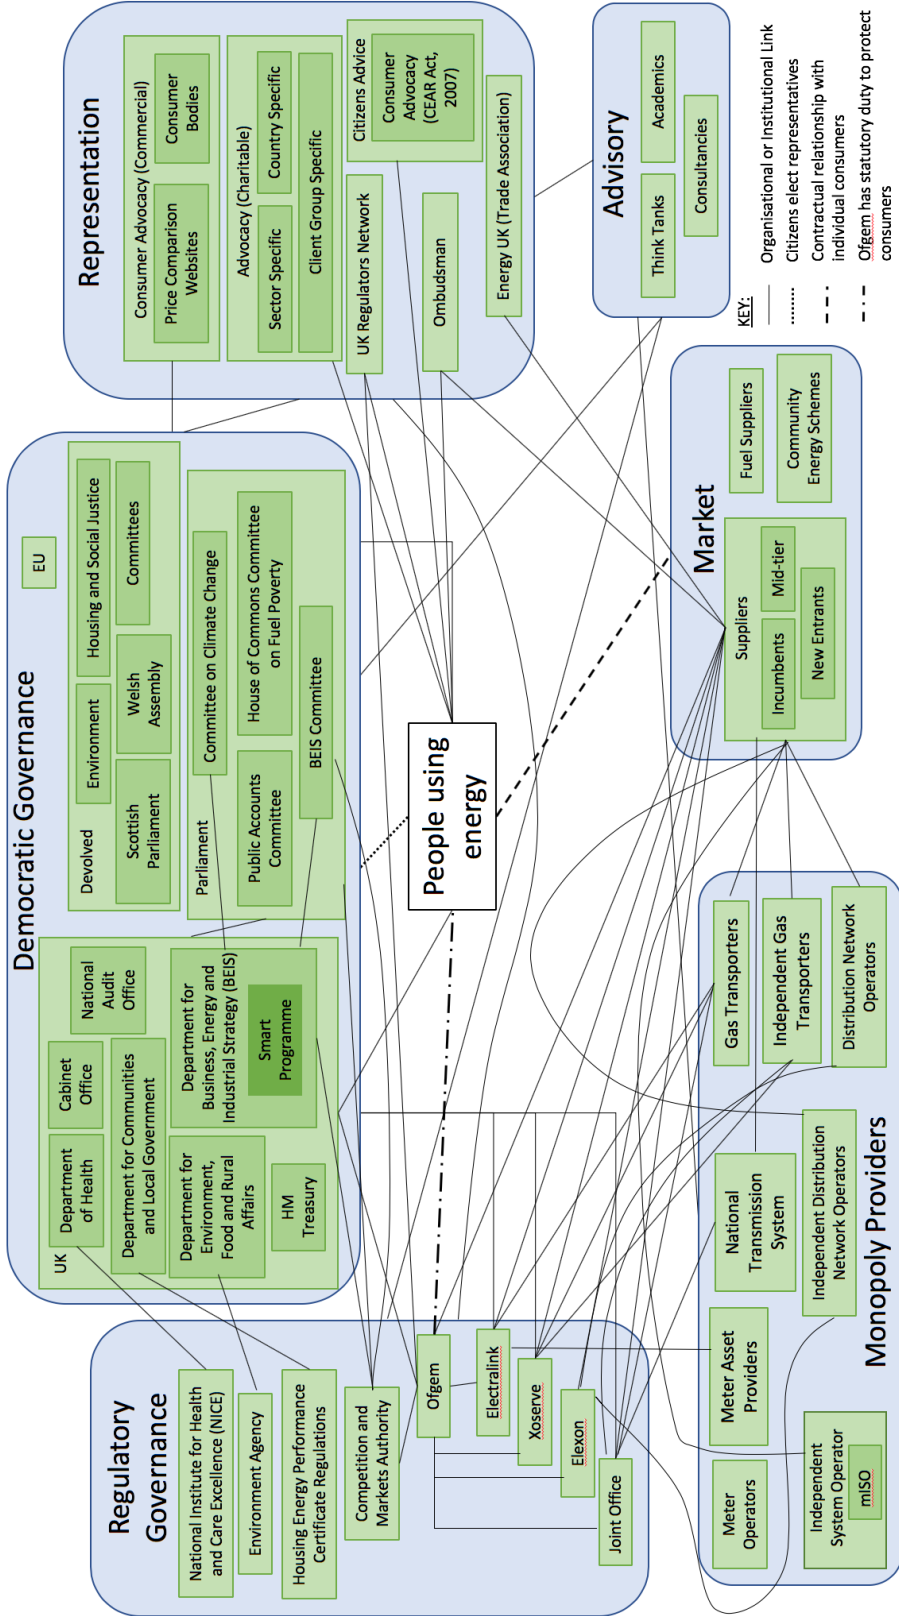 Regulatory
Governance
National Institute for Health
and Care Excellence (NICE)
Environment Agency
Housing Energy Performance
Certificate Regulations
Competition and
Markets Authority
Ofgem
Electralink
Xoserve
Elexon
Joint Office
Democratic Governance
EU
UK
Department
of Health
Cabinet
Office
National
Audit
Office
Department for Communities
and Local Government
Department for
Environment,
Food and Rural
Affairs
HM
Treasury
Department for
Business, Energy and
Industrial Strategy (BEIS)
Smart
Programme
Devolved
Environment
Housing and Social Justice
Scottish
Parliament
Welsh
Assembly
Committees
Parliament
Committee on Climate Change
Public Accounts
Committee
House of Commons Committee
on Fuel Poverty
BEIS Committee
Representation
Consumer Advocacy (Commercial)
Price Comparison
Websites
Consumer
Bodies
Advocacy (Charitable)
Sector Specific
Country Specific
Client Group Specific
UK Regulators Network
Citizens Advice
Consumer
Advocacy
(CEAR Act,
2007)
Ombudsman
Energy UK (Trade Association)
People using
energy
Advisory
Think Tanks
Academics
Consultancies
Market
Suppliers
Incumbents
Mid-tier
New Entrants
Fuel Suppliers
Community
Energy Schemes
Monopoly Providers
Meter
Operators
Meter Asset
Providers
National
Transmission
System
Gas Transporters
Independent Gas
Transporters
Distribution Network
Operators
Independent Distribution
Network Operators
Independent
System Operator
mISO
KEY:
Organisational or Institutional Link
Citizens elect representatives
Contractual relationship with
individual consumers
Ofgem has statutory duty to protect
consumers